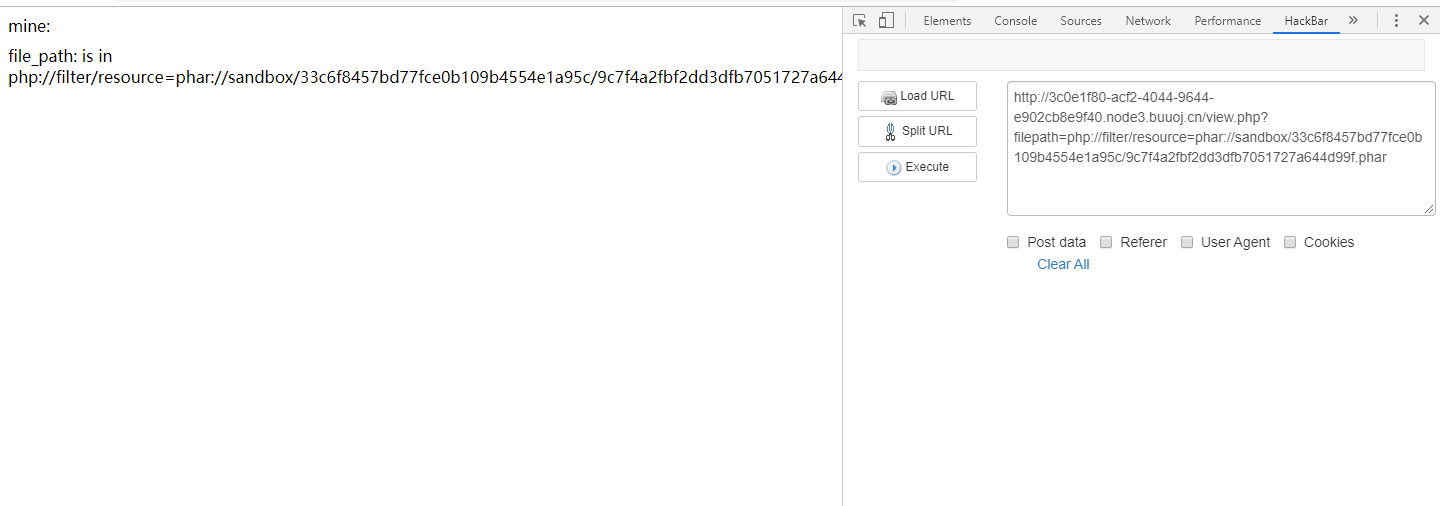 mine:
file_path: is in
php://filter/resource=phar://sandbox/33c6f8457bd77fce0b109b4554e1a95c/9c7f4a2fbf2dd3dfb7051727a644
Elements Console Sources Network Performance HackBar
Load URL
Split URL
Execute
http://3c0e1f80-acf2-4044-9644-
e902cb8e9f40.node3.buuoj.cn/view.php?
filepath=php://filter/resource=phar://sandbox/33c6f8457bd77fce0b
109b4554e1a95c/9c7f4a2fbf2dd3dfb7051727a644d99f.phar
Post data Referer User Agent Cookies
Clear All